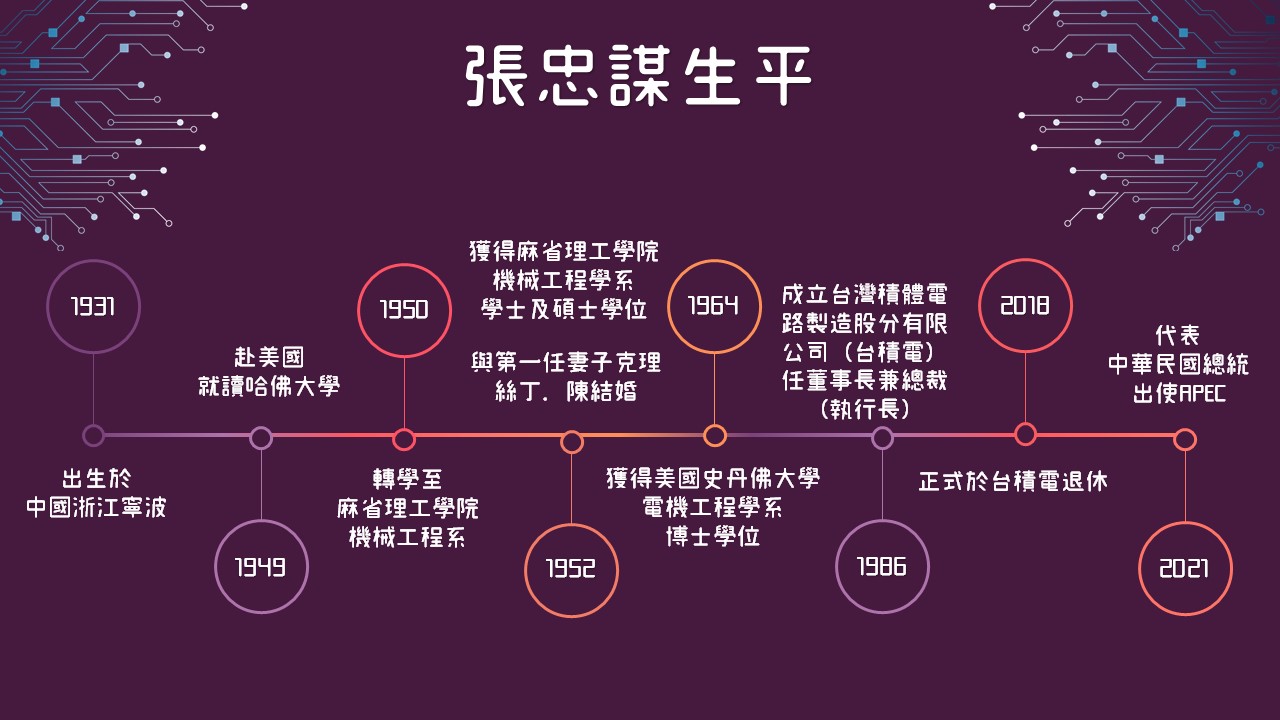 張忠謀生平
1931
出生於
中國浙江寧波
1949
赴美國
就讀哈佛大學
1950
轉學至
麻省理工學院
機械工程系
1952
獲得麻省理工學院
機械工程學系
學士及碩士學位
與第一任妻子克理
絲丁．陳結婚
1964
獲得美國史丹佛大學
電機工程學系
博士學位
1986
成立台灣積體電
路製造股分有限
公司（台積電）
任董事長兼總裁
（執行長）
2018
正式於台積電退休
2021
代表
中華民國總統
出使APEC